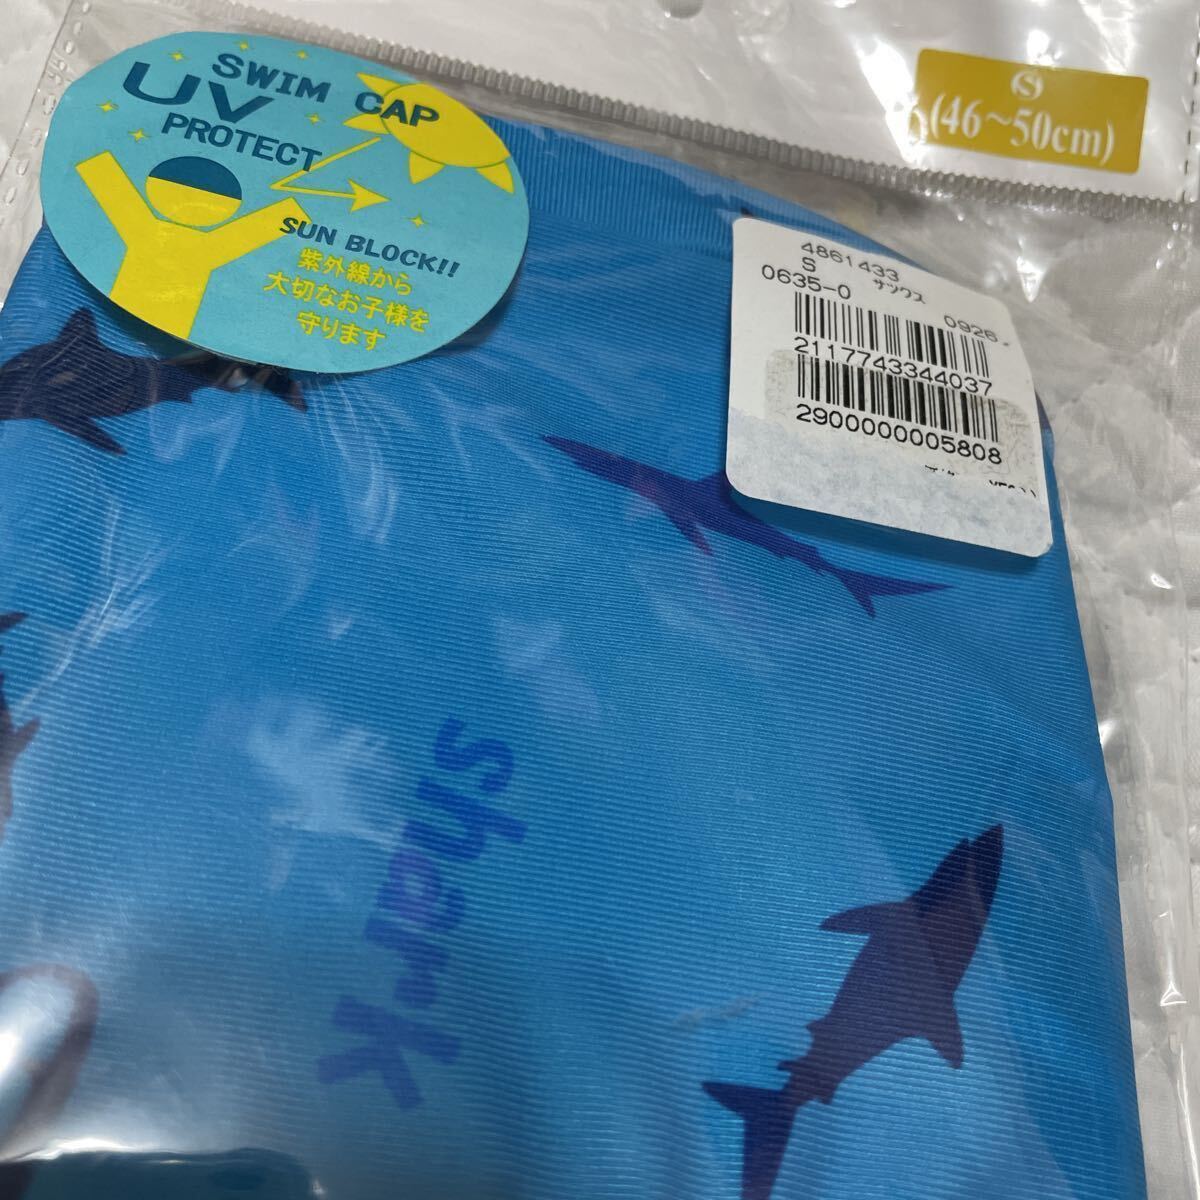 SWIM CAP
UV
PROTECT
SUN BLOCK!!
紫外線から
大切なお子様を
守ります
S
(46~50cm)
4861433
S サックス
0635-0 0926
2117743344037
2900000005808
Shark